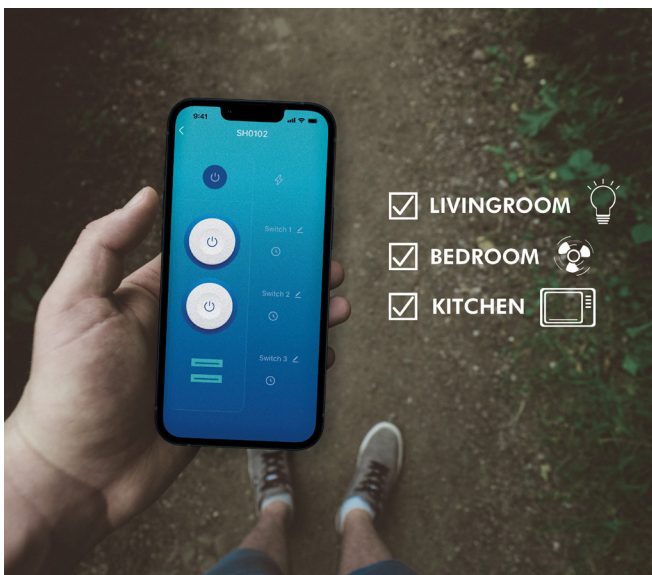 9:41
SH0102
Switch 1
Switch 2
Switch 3
LIVINGROOM
BEDROOM
KITCHEN